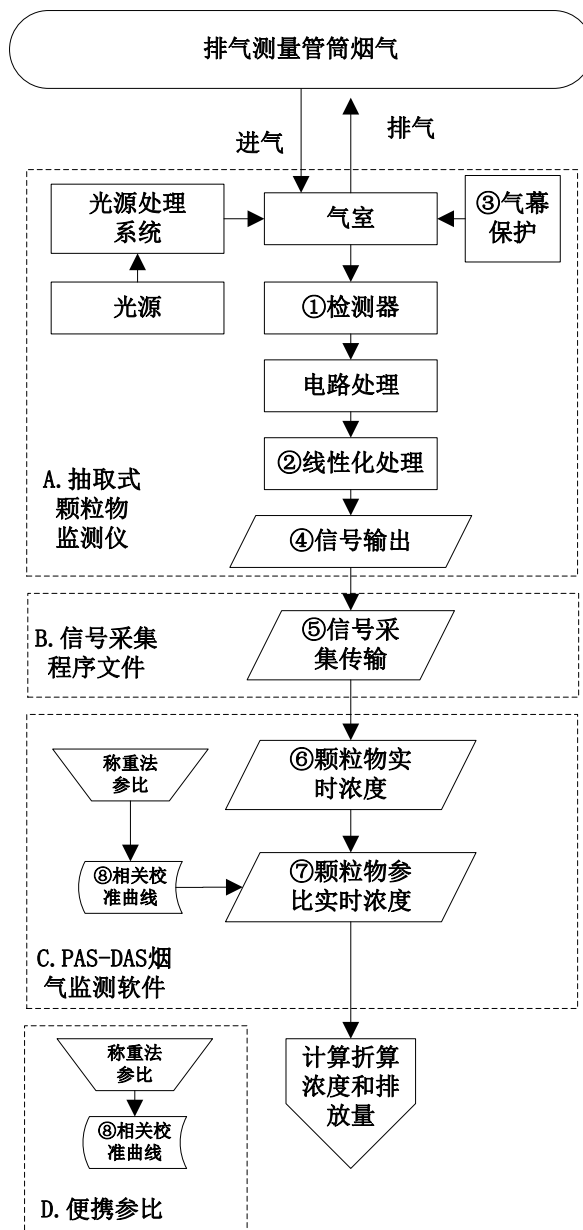 排气测量管筒烟气
进气
排气
光源处理
系统
气室
③气幕
保护
光源
①检测器
电路处理
②线性化处理
A.抽取式
颗粒物
监测仪
④信号输出
B.信号采集
程序文件
⑤信号采
集传输
称重法
参比
⑥颗粒物实
时浓度
⑧相关校
准曲线
⑦颗粒物参
比实时浓度
C.PAS-DAS烟
气监测软件
计算折算
浓度和排
放量
称重法
参比
⑧相关校
准曲线
D.便携参比